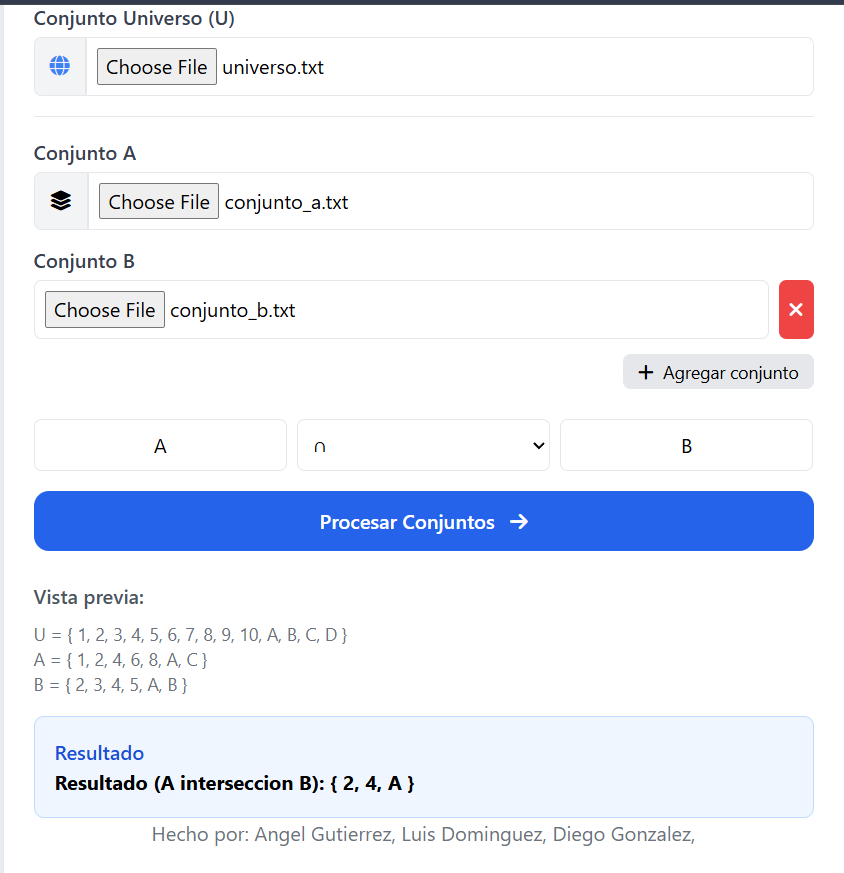 Conjunto Universo (U)
Choose File universo.txt
Conjunto A
Choose File conjunto_a.txt
Conjunto B
Choose File conjunto_b.txt
+ Agregar conjunto
A ∩ B
Procesar Conjuntos →
Vista previa:
U = { 1, 2, 3, 4, 5, 6, 7, 8, 9, 10, A, B, C, D }
A = { 1, 2, 4, 6, 8, A, C }
B = { 2, 3, 4, 5, A, B }
Resultado
Resultado (A interseccion B): { 2, 4, A }
Hecho por: Angel Gutierrez, Luis Dominguez, Diego Gonzalez,